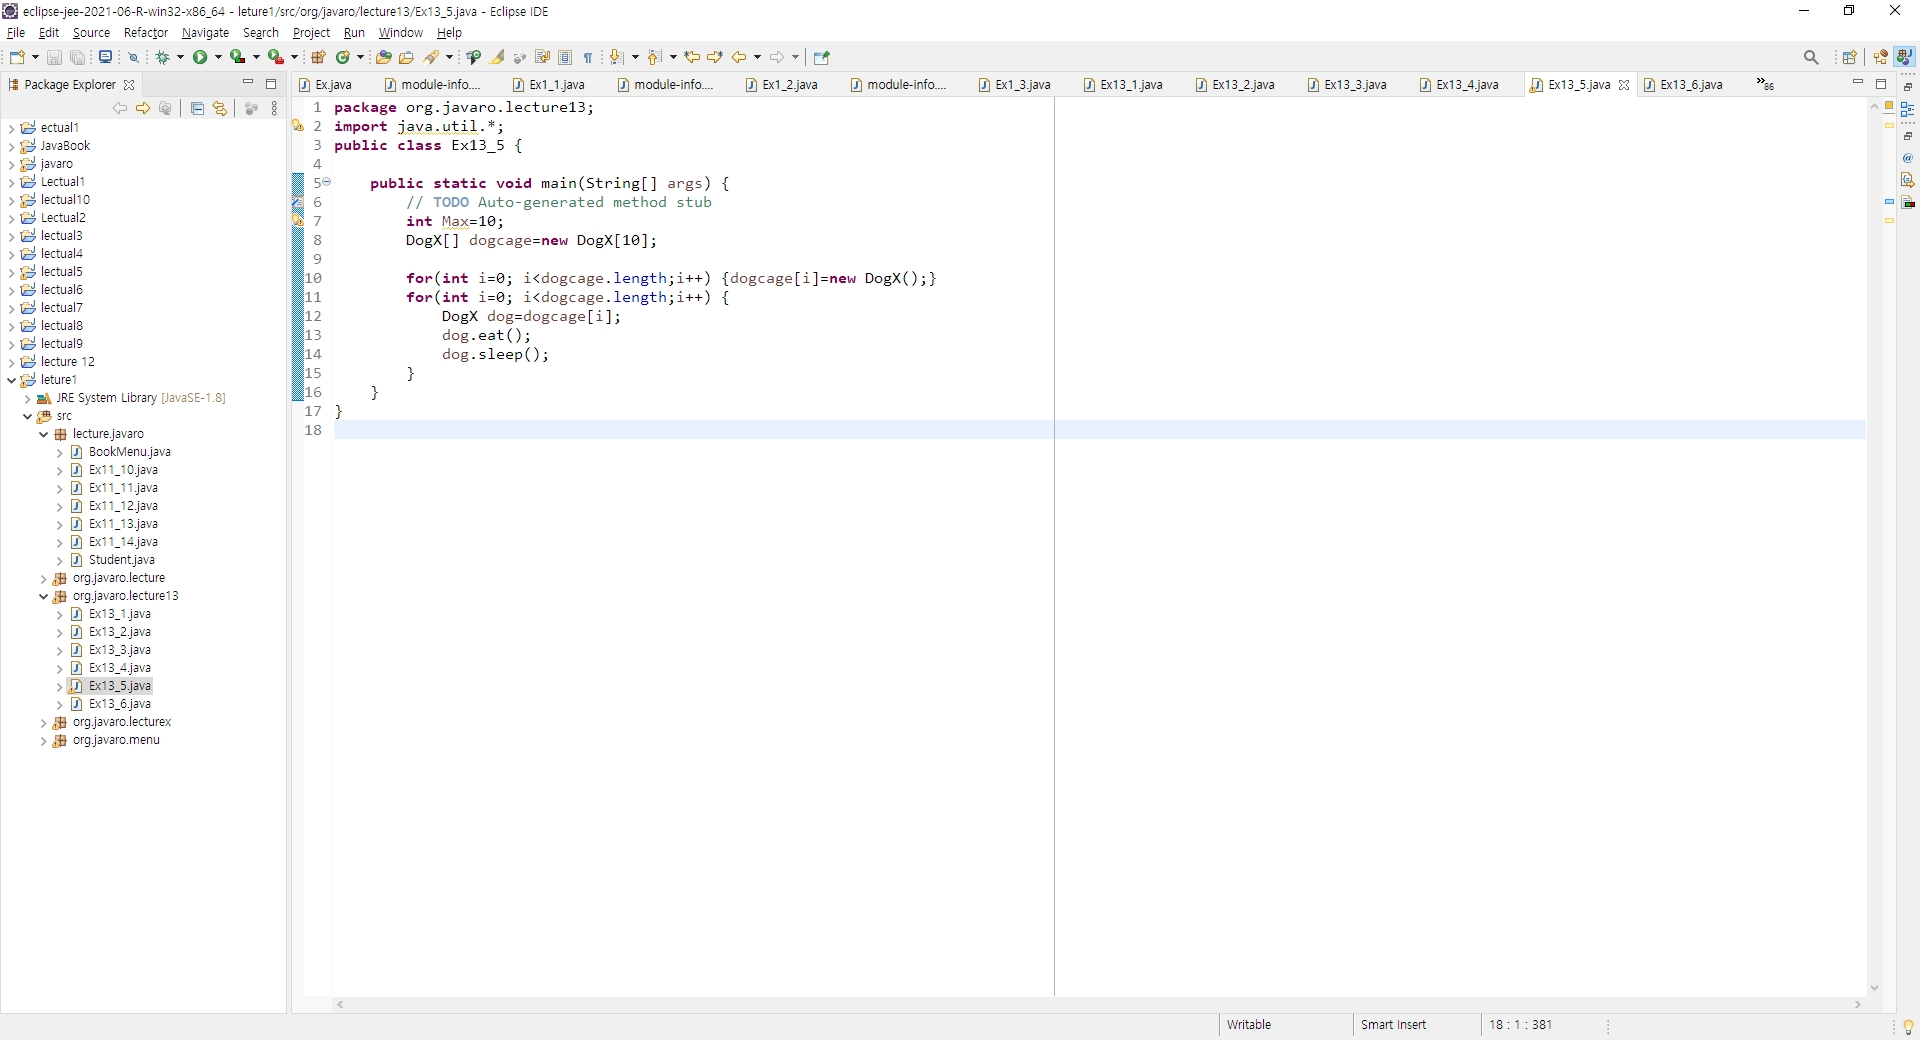 eclipse-jee-2021-06-R-win32-x86_64 - leture1/src/org/javaro/lecture13/Ex13_5.java - Eclipse IDE
File Edit Source Refactor Navigate Search Project Run Window Help
Package Explorer
Ex.java module-info.... Ex1_1.java module-info.... Ex1_2.java module-info.... Ex1_3.java Ex13_1.java Ex13_2.java Ex13_3.java Ex13_4.java Ex13_5.java Ex13_6.java »86
ectual1
JavaBook
javaro
Lectual1
lectual10
Lectual2
lectual3
lectual4
lectual5
lectual6
lectual7
lectual8
lectual9
lecture 12
leture1
JRE System Library [JavaSE-1.8]
src
lecture.javaro
BookMenu.java
Ex11_10.java
Ex11_11.java
Ex11_12.java
Ex11_13.java
Ex11_14.java
Student.java
org.javaro.lecture
org.javaro.lecture13
Ex13_1.java
Ex13_2.java
Ex13_3.java
Ex13_4.java
Ex13_5.java
Ex13_6.java
org.javaro.lecturex
org.javaro.menu
1 package org.javaro.lecture13;
2 import java.util.*;
3 public class Ex13_5 {
4
5 public static void main(String[] args) {
6 // TODO Auto-generated method stub
7 int Max=10;
8 DogX[] dogcage=new DogX[10];
9
10 for(int i=0; i<dogcage.length;i++) {dogcage[i]=new DogX();}
11 for(int i=0; i<dogcage.length;i++) {
12 DogX dog=dogcage[i];
13 dog.eat();
14 dog.sleep();
15 }
16 }
17 }
18
Writable Smart Insert 18 : 1 : 381